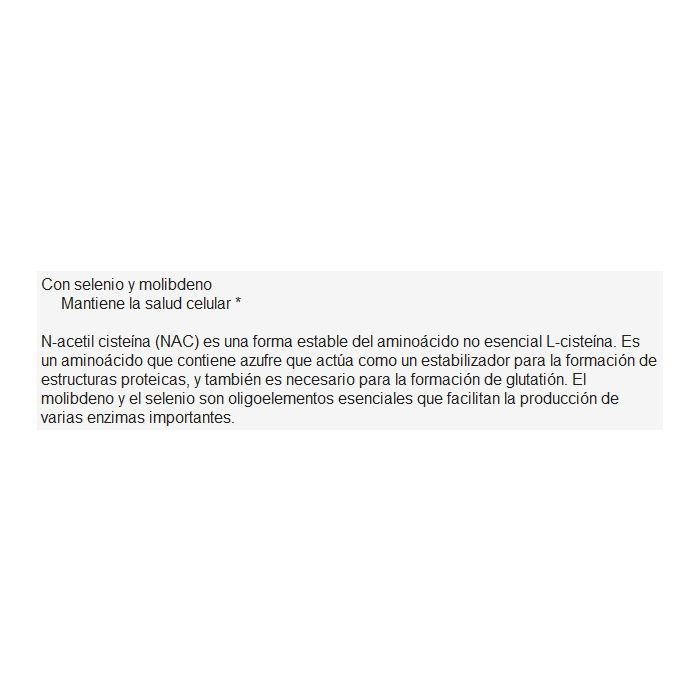 Con selenio y molibdeno
Mantiene la salud celular *
N-acetil cisteína (NAC) es una forma estable del aminoácido no esencial L-cisteína. Es
un aminoácido que contiene azufre que actúa como un estabilizador para la formación de
estructuras proteicas, y también es necesario para la formación de glutatión. El
molibdeno y el selenio son oligoelementos esenciales que facilitan la producción de
varias enzimas importantes.